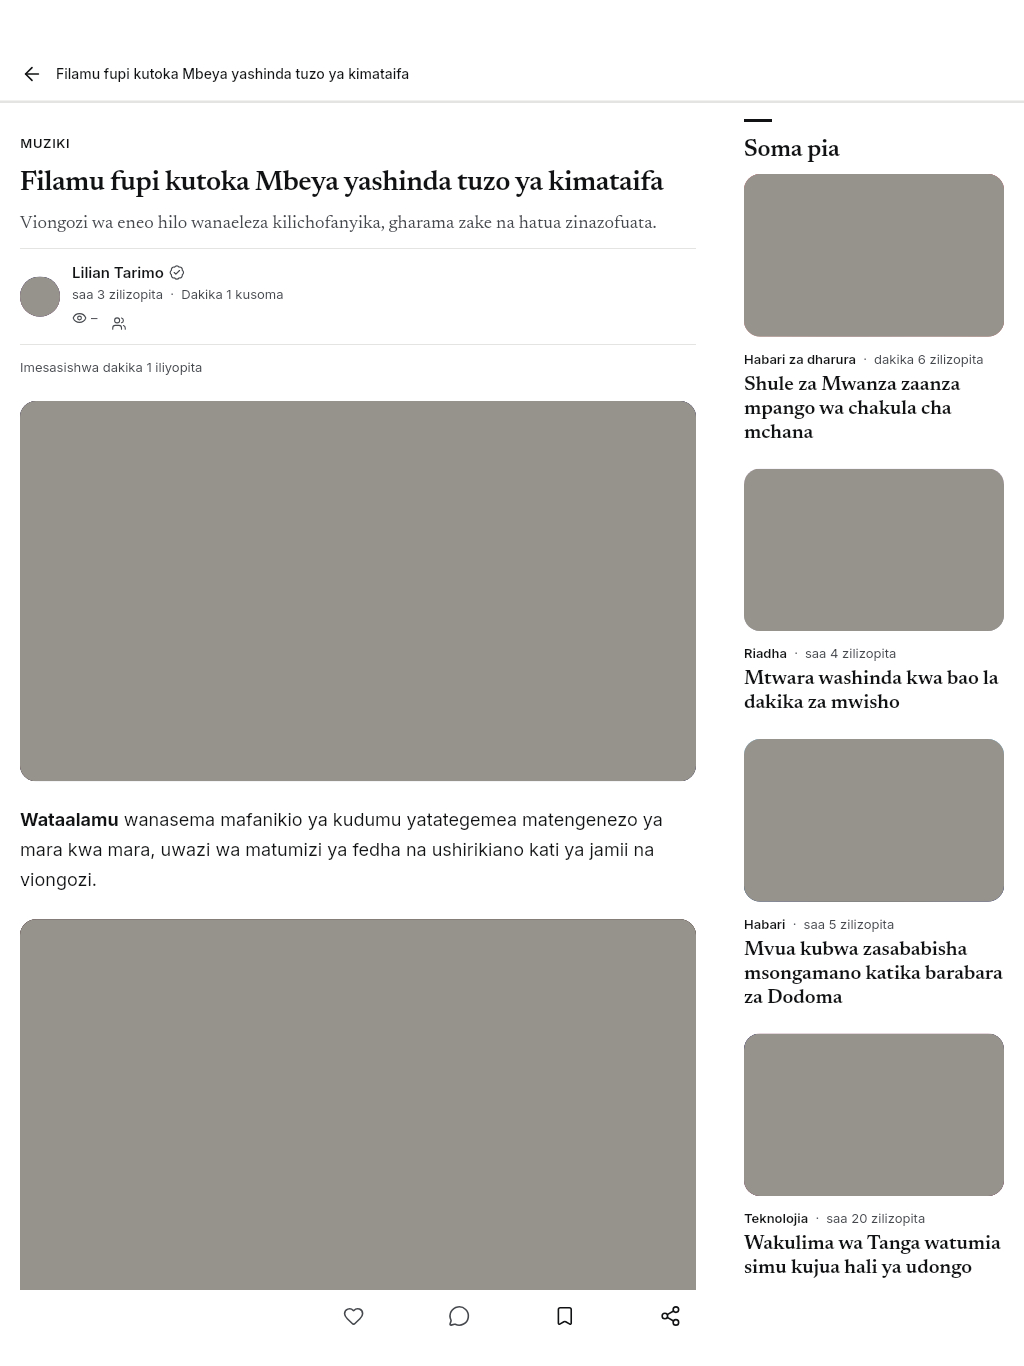 Filamu fupi kutoka Mbeya yashinda tuzo ya kimataifa
MUZIKI
Filamu fupi kutoka Mbeya yashinda tuzo ya kimataifa
Viongozi wa eneo hilo wanaeleza kilichofanyika, gharama zake na hatua zinazofuata.
Lilian Tarimo
saa 3 zilizopita · Dakika 1 kusoma
–
Imesasishwa dakika 1 iliyopita
Wataalamu wanasema mafanikio ya kudumu yatategemea matengenezo ya
mara kwa mara, uwazi wa matumizi ya fedha na ushirikiano kati ya jamii na
viongozi.
Soma pia
Habari za dharura · dakika 6 zilizopita
Shule za Mwanza zaanza
mpango wa chakula cha
mchana
Riadha · saa 4 zilizopita
Mtwara washinda kwa bao la
dakika za mwisho
Habari · saa 5 zilizopita
Mvua kubwa zasababisha
msongamano katika barabara
za Dodoma
Teknolojia · saa 20 zilizopita
Wakulima wa Tanga watumia
simu kujua hali ya udongo